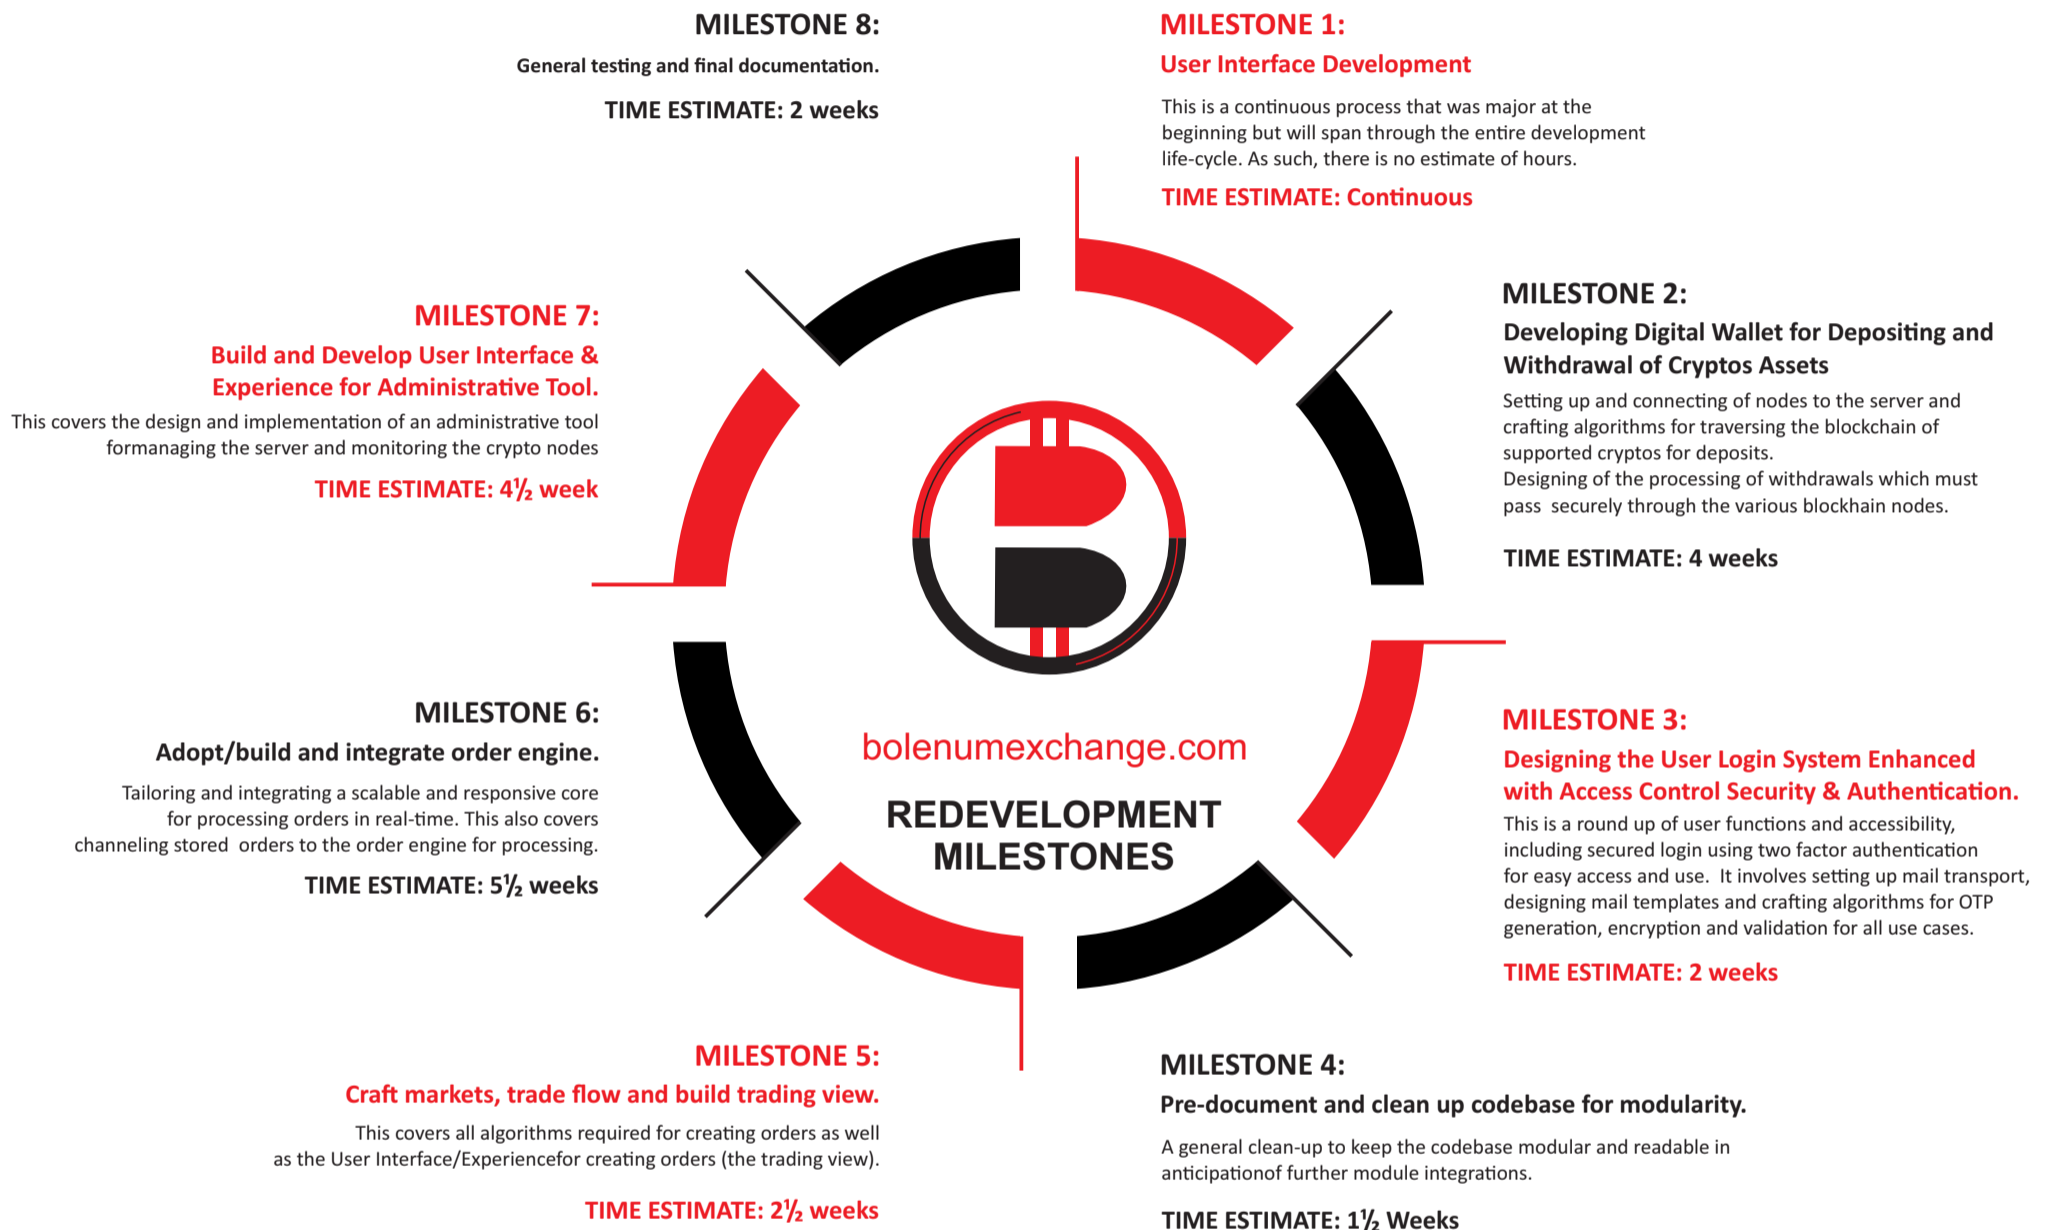 MILESTONE 1:
User Interface Development
This is a continuous process that was major at the
beginning but will span through the entire development
life-cycle. As such, there is no estimate of hours.
TIME ESTIMATE: Continuous
MILESTONE 2:
Developing Digital Wallet for Depositing and
Withdrawal of Cryptos Assets
Setting up and connecting of nodes to the server and
crafting algorithms for traversing the blockchain of
supported cryptos for deposits.
Designing of the processing of withdrawals which must
pass securely through the various blockhain nodes.
TIME ESTIMATE: 4 weeks
MILESTONE 3:
Designing the User Login System Enhanced
with Access Control Security & Authentication.
This is a round up of user functions and accessibility,
including secured login using two factor authentication
for easy access and use. It involves setting up mail transport,
designing mail templates and crafting algorithms for OTP
generation, encryption and validation for all use cases.
TIME ESTIMATE: 2 weeks
MILESTONE 4:
Pre-document and clean up codebase for modularity.
A general clean-up to keep the codebase modular and readable in
anticipationof further module integrations.
TIME ESTIMATE: 1½ Weeks
MILESTONE 5:
Craft markets, trade flow and build trading view.
This covers all algorithms required for creating orders as well
as the User Interface/Experiencefor creating orders (the trading view).
TIME ESTIMATE: 2½ weeks
MILESTONE 6:
Adopt/build and integrate order engine.
Tailoring and integrating a scalable and responsive core
for processing orders in real-time. This also covers
channeling stored orders to the order engine for processing.
TIME ESTIMATE: 5½ weeks
MILESTONE 7:
Build and Develop User Interface &
Experience for Administrative Tool.
This covers the design and implementation of an administrative tool
formanaging the server and monitoring the crypto nodes
TIME ESTIMATE: 4½ week
MILESTONE 8:
General testing and final documentation.
TIME ESTIMATE: 2 weeks
bolenumexchange.com
REDEVELOPMENT
MILESTONES